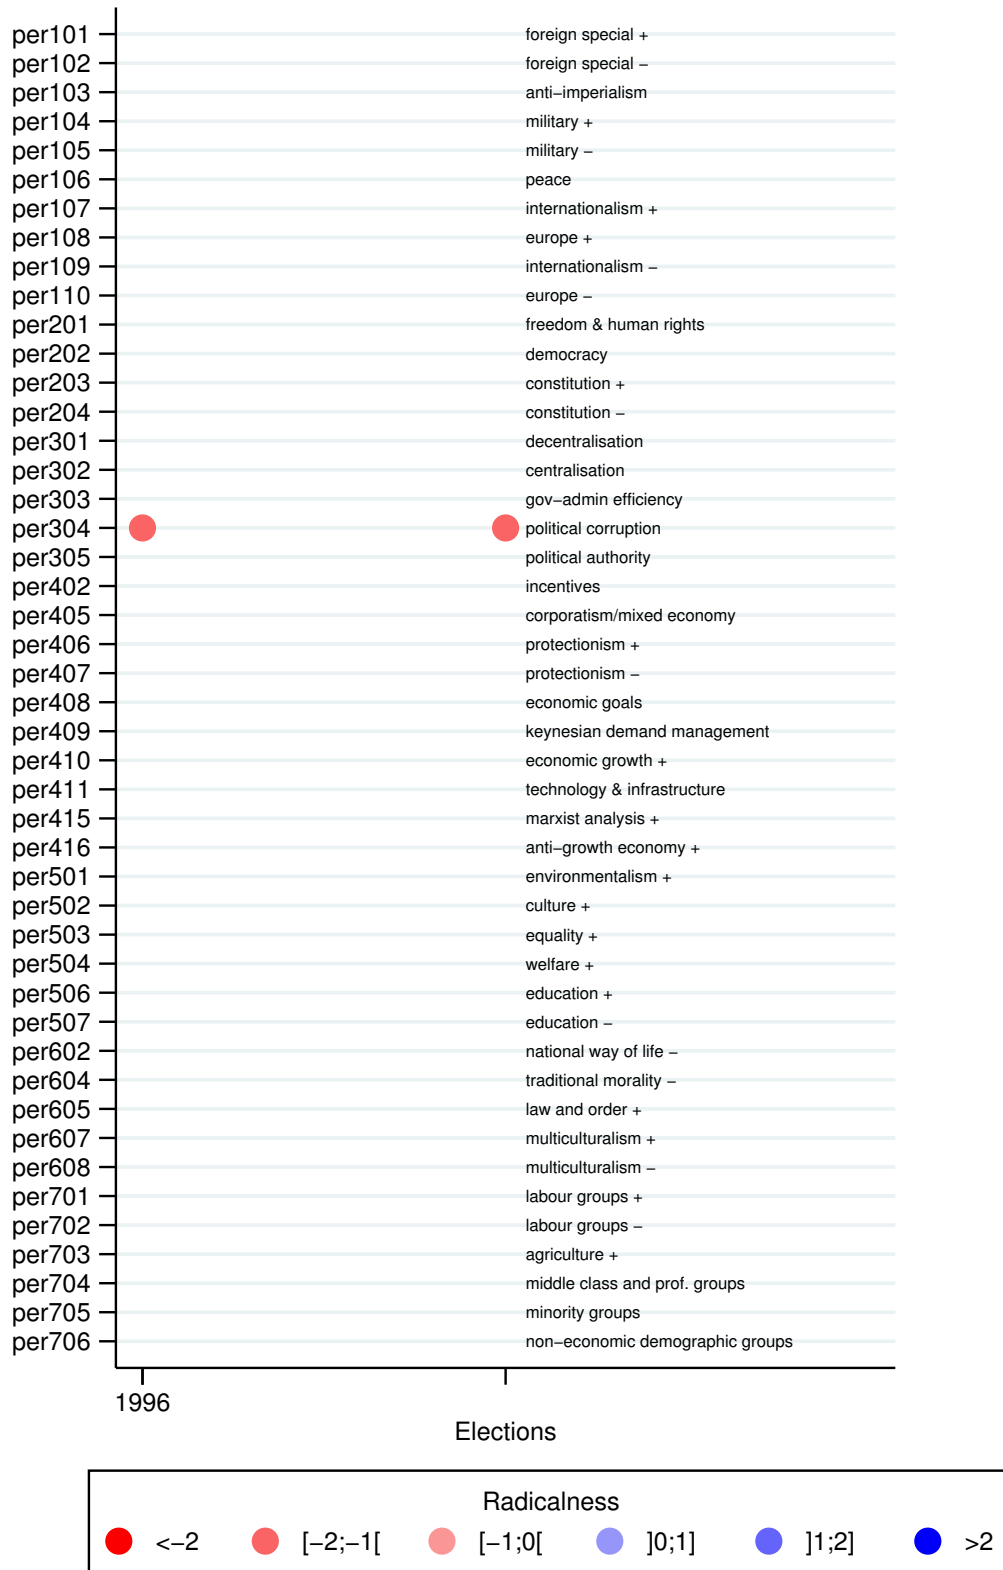 per101 foreign special +
per102 foreign special −
per103 anti−imperialism
per104 military +
per105 military −
per106 peace
per107 internationalism +
per108 europe +
per109 internationalism −
per110 europe −
per201 freedom & human rights
per202 democracy
per203 constitution +
per204 constitution −
per301 decentralisation
per302 centralisation
per303 gov−admin efficiency
per304 political corruption
per305 political authority
per402 incentives
per405 corporatism/mixed economy
per406 protectionism +
per407 protectionism −
per408 economic goals
per409 keynesian demand management
per410 economic growth +
per411 technology & infrastructure
per415 marxist analysis +
per416 anti−growth economy +
per501 environmentalism +
per502 culture +
per503 equality +
per504 welfare +
per506 education +
per507 education −
per602 national way of life −
per604 traditional morality −
per605 law and order +
per607 multiculturalism +
per608 multiculturalism −
per701 labour groups +
per702 labour groups −
per703 agriculture +
per704 middle class and prof. groups
per705 minority groups
per706 non−economic demographic groups
1996
Elections
Radicalness
<−2 [−2;−1[ [−1;0[ ]0;1] ]1;2] >2